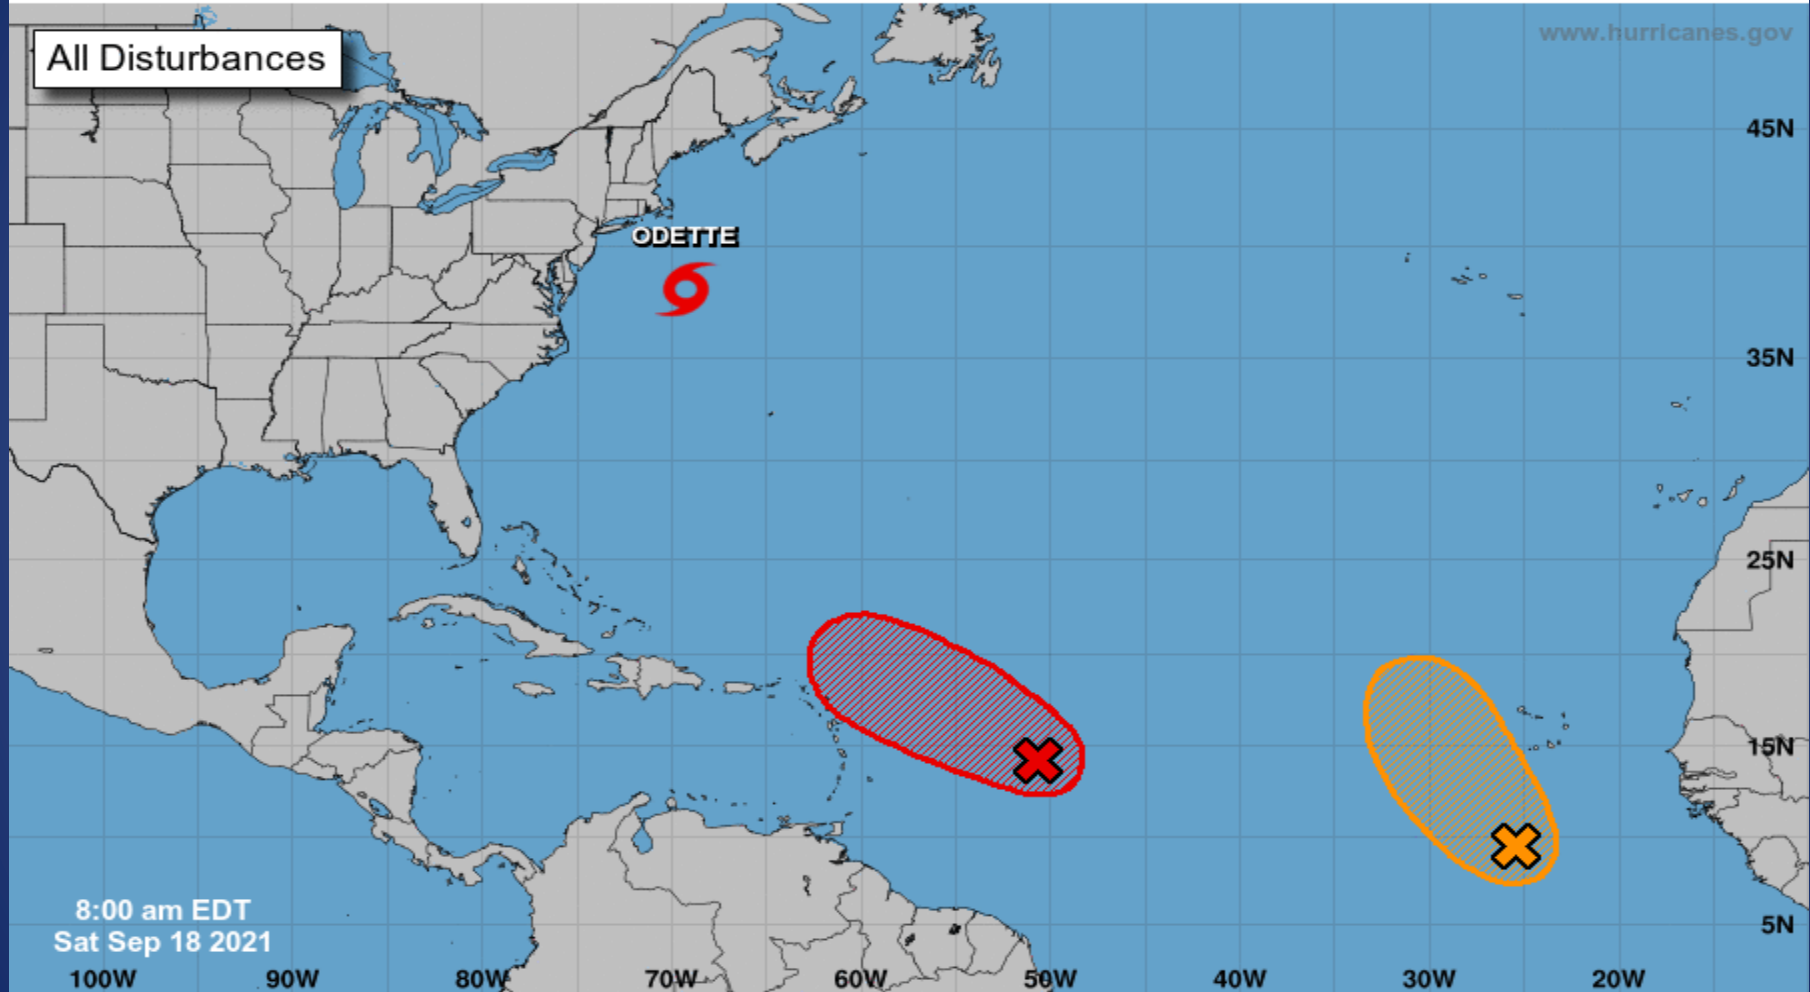 All Disturbances
www.hurricanes.gov
45N
ODETTE
35N
25N
15N
8:00 am EDT
5N
Sat Sep 18 2021
100W 90W 80W 70W 60W 50W 40W 30W 20W